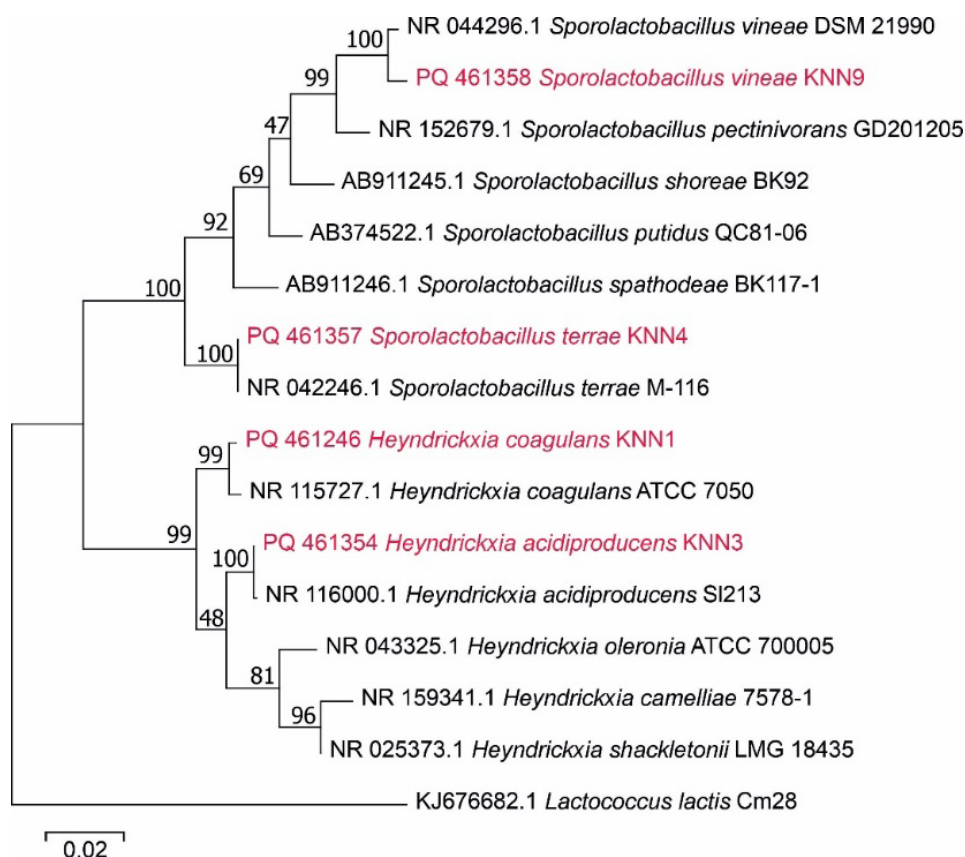 NR 044296.1 Sporolactobacillus vineae DSM 21990
100
PQ 461358 Sporolactobacillus vineae KNN9
99
NR 152679.1 Sporolactobacillus pectinivorans GD201205
47
AB911245.1 Sporolactobacillus shoreae BK92
69
AB374522.1 Sporolactobacillus putidus QC81-06
92
AB911246.1 Sporolactobacillus spathodeae BK117-1
100
PQ 461357 Sporolactobacillus terrae KNN4
100
NR 042246.1 Sporolactobacillus terrae M-116
PQ 461246 Heyndrickxia coagulans KNN1
99
NR 115727.1 Heyndrickxia coagulans ATCC 7050
99
PQ 461354 Heyndrickxia acidiproducens KNN3
100
NR 116000.1 Heyndrickxia acidiproducens SI213
48
NR 043325.1 Heyndrickxia oleronia ATCC 700005
81
NR 159341.1 Heyndrickxia camelliae 7578-1
96
NR 025373.1 Heyndrickxia shackletonii LMG 18435
KJ676682.1 Lactococcus lactis Cm28
0.02